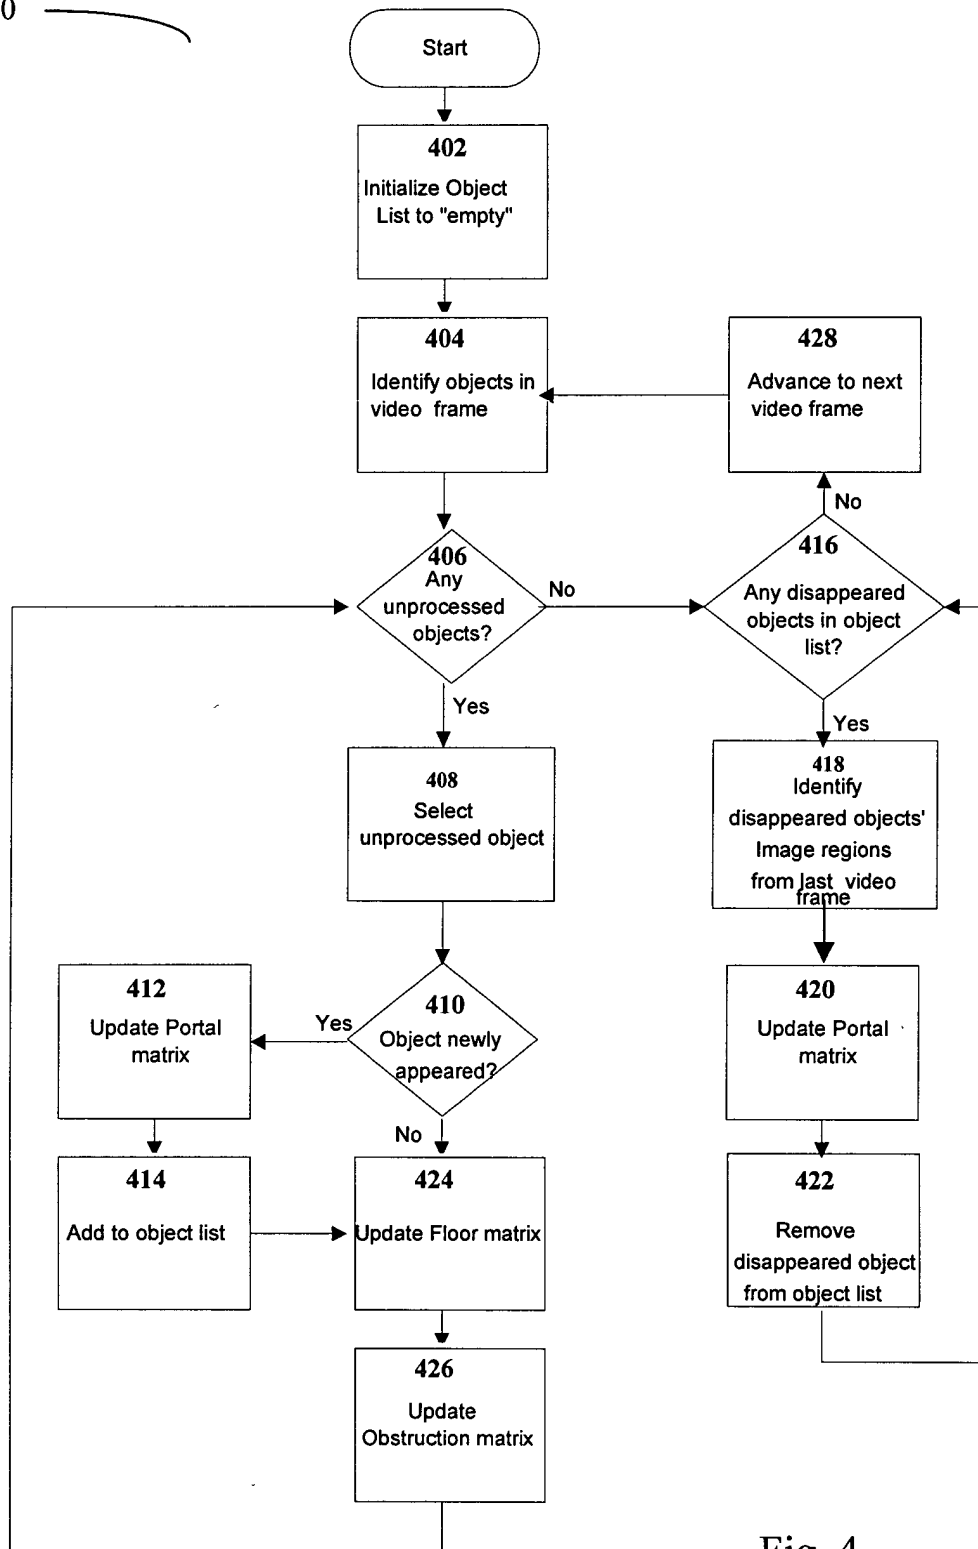 0
Start
402
Initialize Object
List to "empty"
404
Identify objects in
video frame
428
Advance to next
video frame
No
406
Any
unprocessed
objects?
No
416
Any disappeared
objects in object
list?
Yes
Yes
408
Select
unprocessed object
418
Identify
disappeared objects'
Image regions
from last video
frame
412
Update Portal
matrix
Yes
410
Object newly
appeared?
420
Update Portal
matrix
No
414
Add to object list
424
Update Floor matrix
422
Remove
disappeared object
from object list
426
Update
Obstruction matrix
Fig. 4